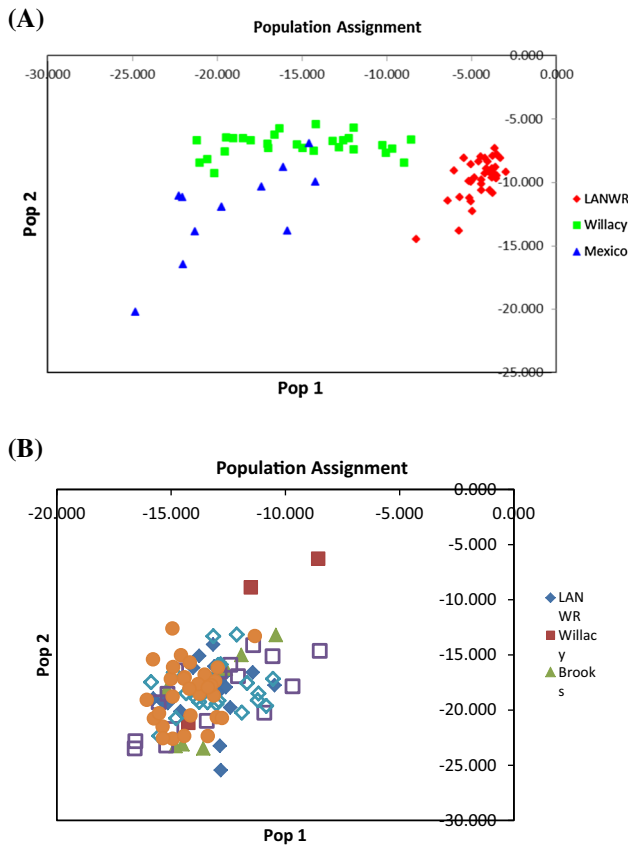 (A)
Population Assignment
0.000
-30.000 -25.000 -20.000 -15.000 -10.000 -5.000 0.000
-5.000
-10.000
-15.000
-20.000
-25.000
Pop 2
LANWR
Willacy
Mexico
Pop 1
(B)
Population Assignment
0.000
-20.000 -15.000 -10.000 -5.000 0.000
-5.000
-10.000
-15.000
-20.000
-25.000
-30.000
Pop 2
LAN
WR
Willac
y
Brook
s
Pop 1